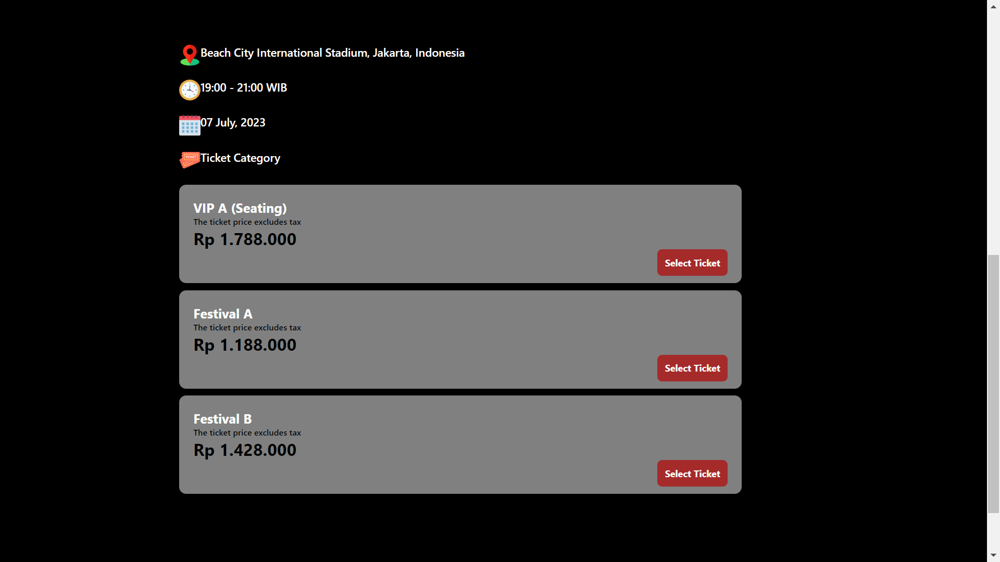 Beach City International Stadium, Jakarta, Indonesia
19:00 - 21:00 WIB
07 July, 2023
TICKET
Ticket Category
VIP A (Seating)
The ticket price excludes tax
Rp 1.788.000
Select Ticket
Festival A
The ticket price excludes tax
Rp 1.188.000
Select Ticket
Festival B
The ticket price excludes tax
Rp 1.428.000
Select Ticket